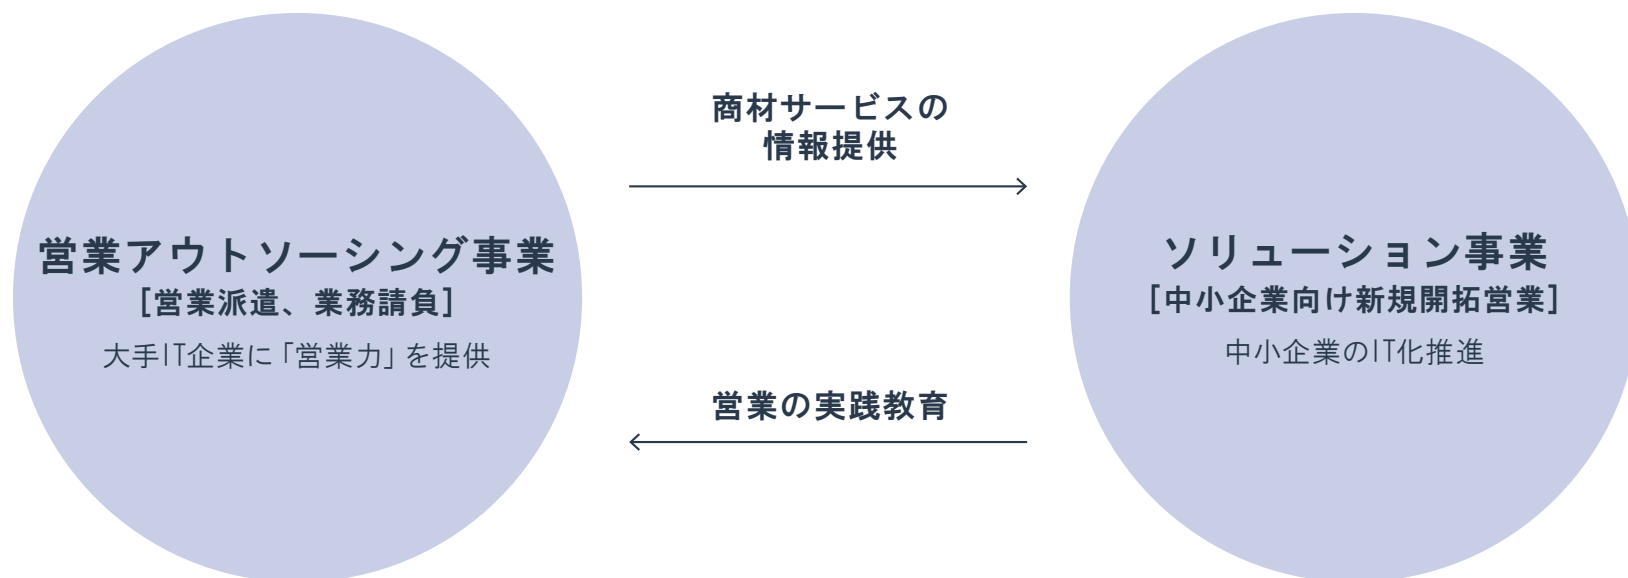 営業アウトソーシング事業
[営業派遣、業務請負]
大手IT企業に「営業力」を提供
商材サービスの
情報提供
営業の実践教育
ソリューション事業
[中小企業向け新規開拓営業]
中小企業のIT化推進